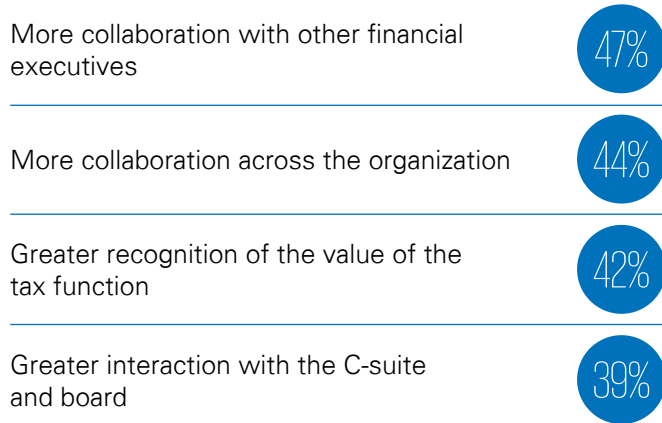 More collaboration with other financial
executives
47%
More collaboration across the organization
44%
Greater recognition of the value of the
tax function
42%
Greater interaction with the C-suite
and board
39%